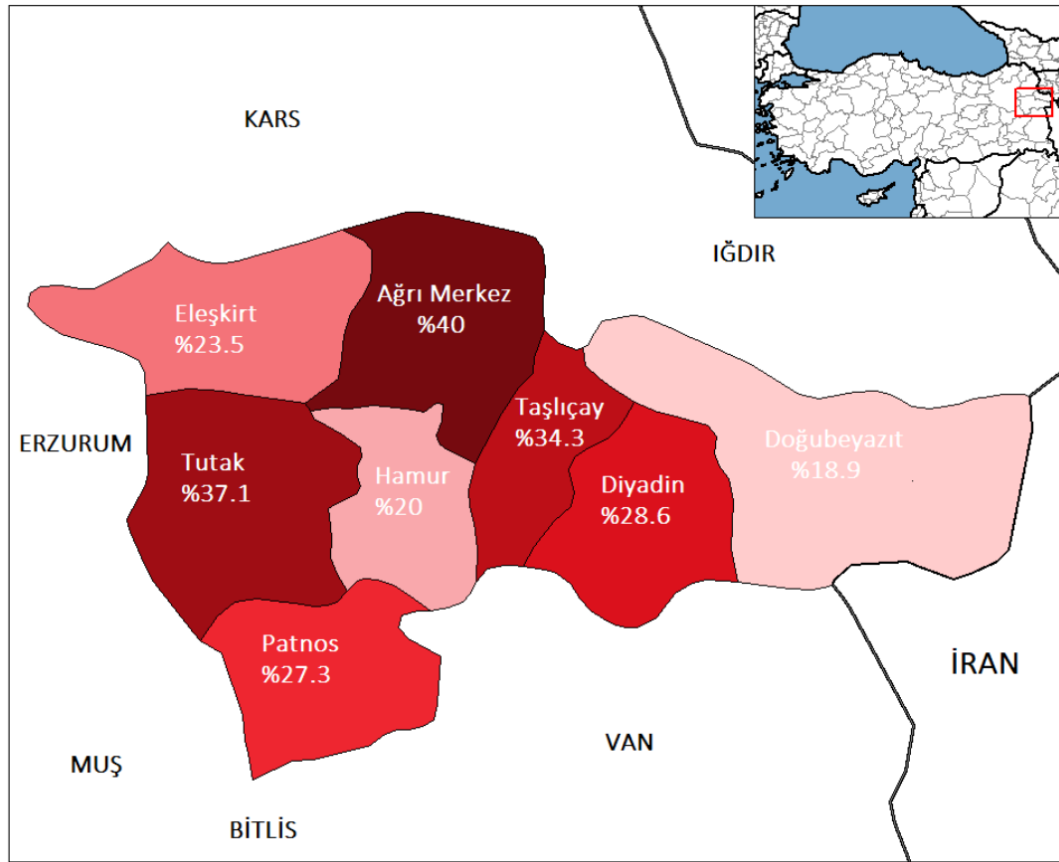 KARS
IĞDIR
Ağrı Merkez
%40
Eleşkirt
%23.5
Taşlıçay
%34.3
Doğubeyazıt
%18.9
ERZURUM
Tutak
%37.1
Hamur
%20
Diyadin
%28.6
Patnos
%27.3
İRAN
VAN
MUŞ
BİTLİS